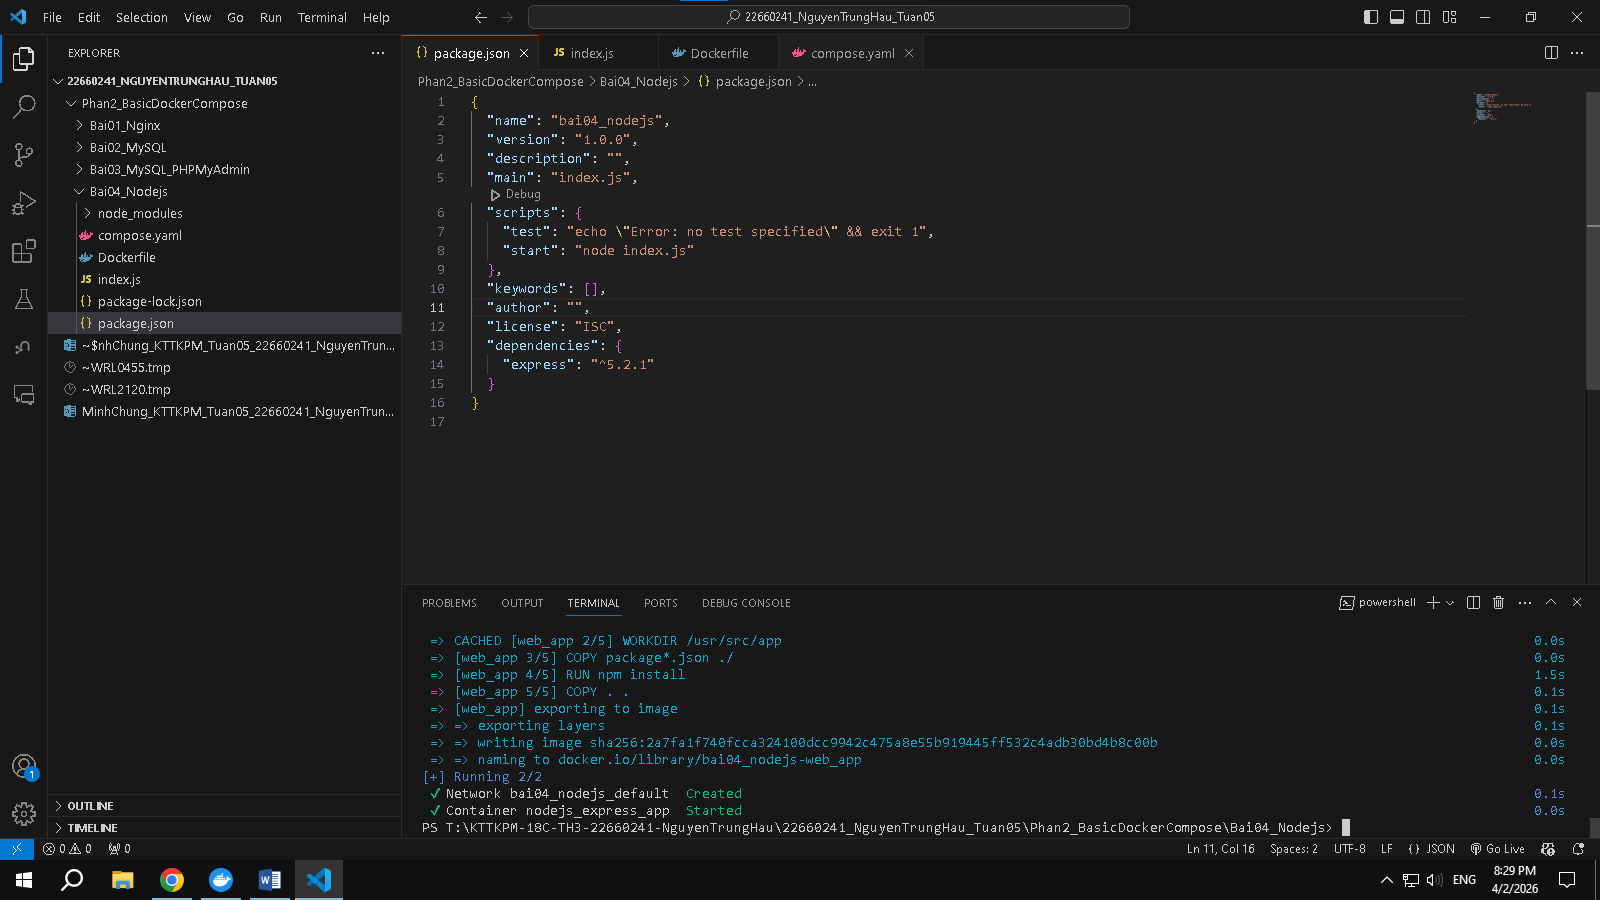 File Edit Selection View Go Run Terminal Help
22660241_NguyenTrungHau_Tuan05
EXPLORER
22660241_NGUYENTRUNGHAU_TUAN05
Phan2_BasicDockerCompose
Bai01_Nginx
Bai02_MySQL
Bai03_MySQL_PHPMyAdmin
Bai04_Nodejs
node_modules
compose.yaml
Dockerfile
JS index.js
{} package-lock.json
{} package.json
~$nhChung_KTTKPM_Tuan05_22660241_NguyenTrun...
~WRL0455.tmp
~WRL2120.tmp
MinhChung_KTTKPM_Tuan05_22660241_NguyenTrun...
OUTLINE
TIMELINE
{} package.json JS index.js Dockerfile compose.yaml
Phan2_BasicDockerCompose > Bai04_Nodejs > {} package.json > ...
1 {
2 "name": "bai04_nodejs",
3 "version": "1.0.0",
4 "description": "",
5 "main": "index.js",
Debug
6 "scripts": {
7 "test": "echo \"Error: no test specified\" && exit 1",
8 "start": "node index.js"
9 },
10 "keywords": [],
11 "author": "",
12 "license": "ISC",
13 "dependencies": {
14 "express": "^5.2.1"
15 }
16 }
17
PROBLEMS OUTPUT TERMINAL PORTS DEBUG CONSOLE
powershell
=> CACHED [web_app 2/5] WORKDIR /usr/src/app 0.0s
=> [web_app 3/5] COPY package*.json ./ 0.0s
=> [web_app 4/5] RUN npm install 1.5s
=> [web_app 5/5] COPY . . 0.1s
=> [web_app] exporting to image 0.1s
=> => exporting layers 0.1s
=> => writing image sha256:2a7fa1f740fcca324100dcc9942c475a8e55b919445ff532c4adb30bd4b8c00b 0.0s
=> => naming to docker.io/library/bai04_nodejs-web_app 0.0s
[+] Running 2/2
✓ Network bai04_nodejs_default Created 0.1s
✓ Container nodejs_express_app Started 0.0s
PS T:\KTTKPM-18C-TH3-22660241-NguyenTrungHau\22660241_NguyenTrungHau_Tuan05\Phan2_BasicDockerCompose\Bai04_Nodejs>
1
0 0 0
Ln 11, Col 16 Spaces: 2 UTF-8 LF {} JSON Go Live
ENG
8:29 PM
4/2/2026